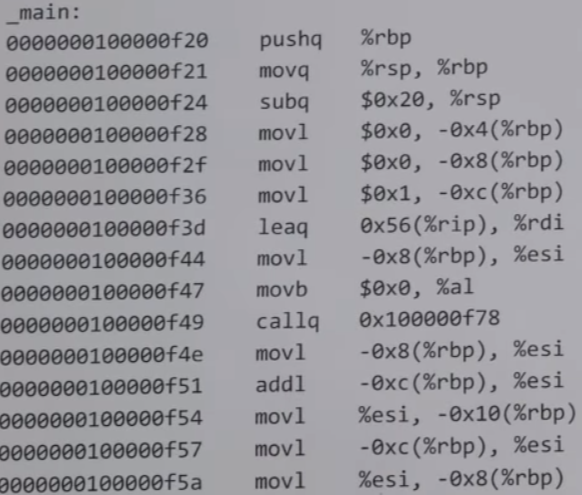 _main:
0000000100000f20 pushq %rbp
0000000100000f21 movq %rsp, %rbp
0000000100000f24 subq $0x20, %rsp
0000000100000f28 movl $0x0, -0x4(%rbp)
0000000100000f2f movl $0x0, -0x8(%rbp)
0000000100000f36 movl $0x1, -0xc(%rbp)
0000000100000f3d leaq 0x56(%rip), %rdi
0000000100000f44 movl -0x8(%rbp), %esi
0000000100000f47 movb $0x0, %al
0000000100000f49 callq 0x100000f78
0000000100000f4e movl -0x8(%rbp), %esi
0000000100000f51 addl -0xc(%rbp), %esi
0000000100000f54 movl %esi, -0x10(%rbp)
0000000100000f57 movl -0xc(%rbp), %esi
0000000100000f5a movl %esi, -0x8(%rbp)